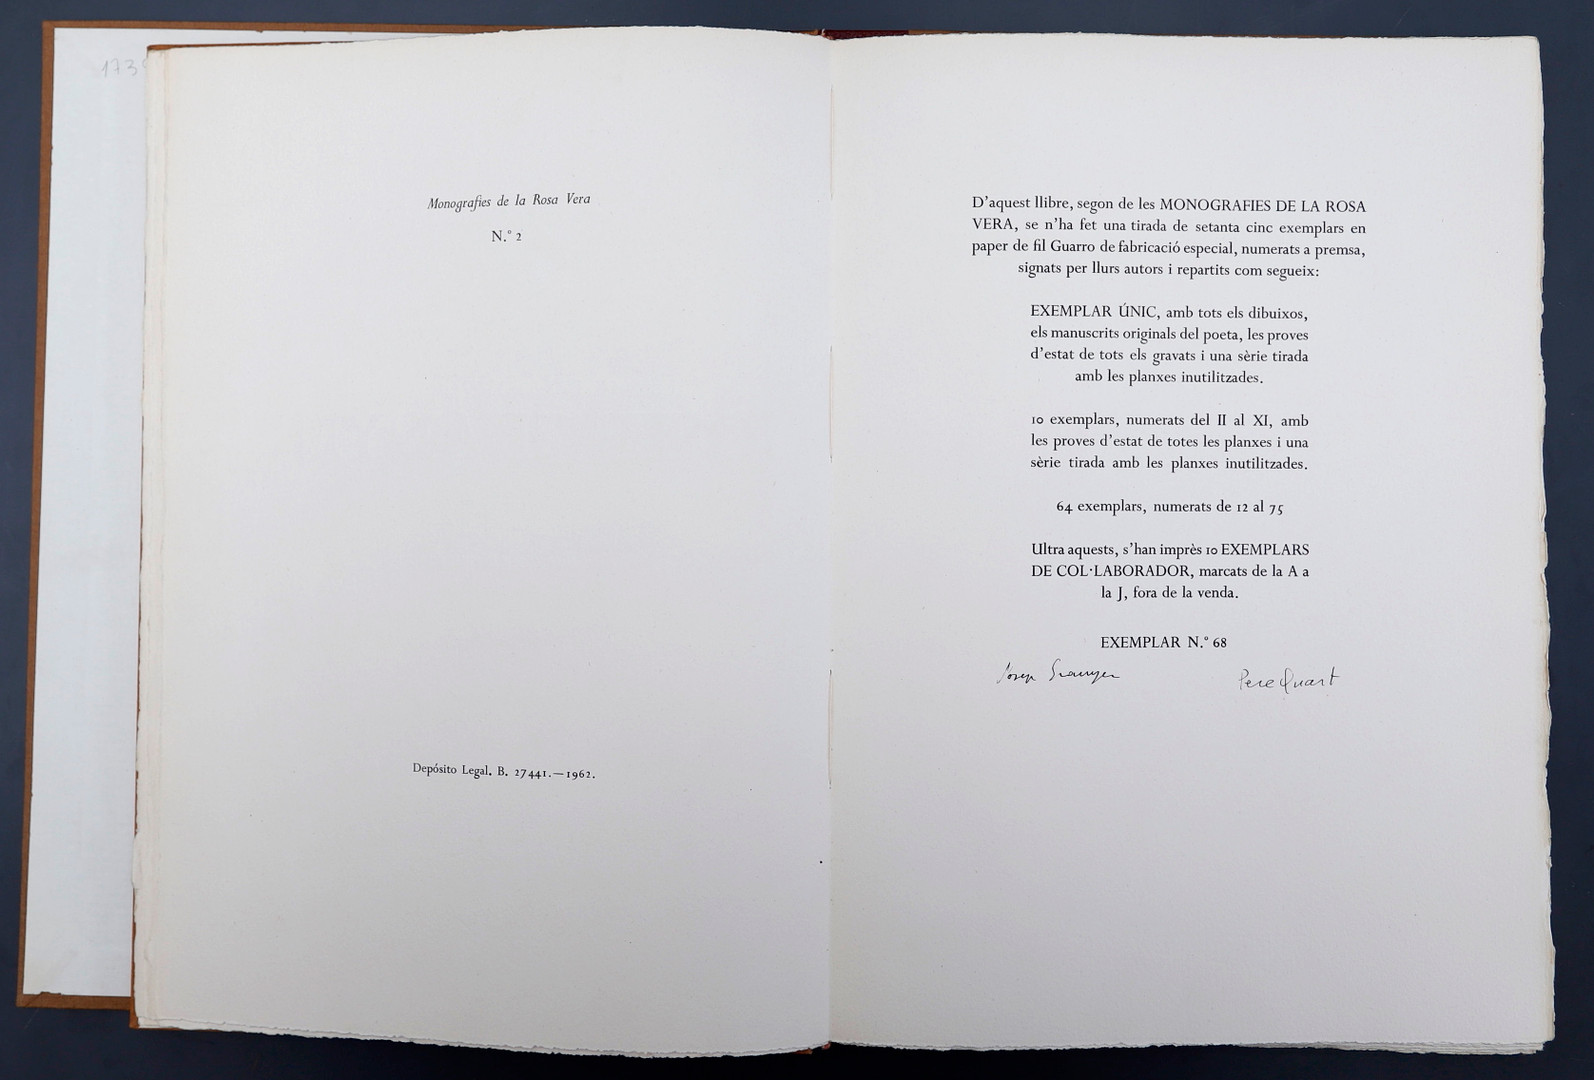 173
Monografies de la Rosa Vera
N.º 2
Depósito Legal. B. 27441.—1962.
D'aquest llibre, segon de les MONOGRAFIES DE LA ROSA
VERA, se n'ha fet una tirada de setanta cinc exemplars en
paper de fil Guarro de fabricació especial, numerats a premsa,
signats per llurs autors i repartits com segueix:
EXEMPLAR ÚNIC, amb tots els dibuixos,
els manuscrits originals del poeta, les proves
d'estat de tots els gravats i una sèrie tirada
amb les planxes inutilitzades.
10 exemplars, numerats del II al XI, amb
les proves d'estat de totes les planxes i una
sèrie tirada amb les planxes inutilitzades.
64 exemplars, numerats de 12 al 75
Ultra aquests, s'han imprès 10 EXEMPLARS
DE COL·LABORADOR, marcats de la A a
la J, fora de la venda.
EXEMPLAR N.º 68
Josep Granyer Pere Quart